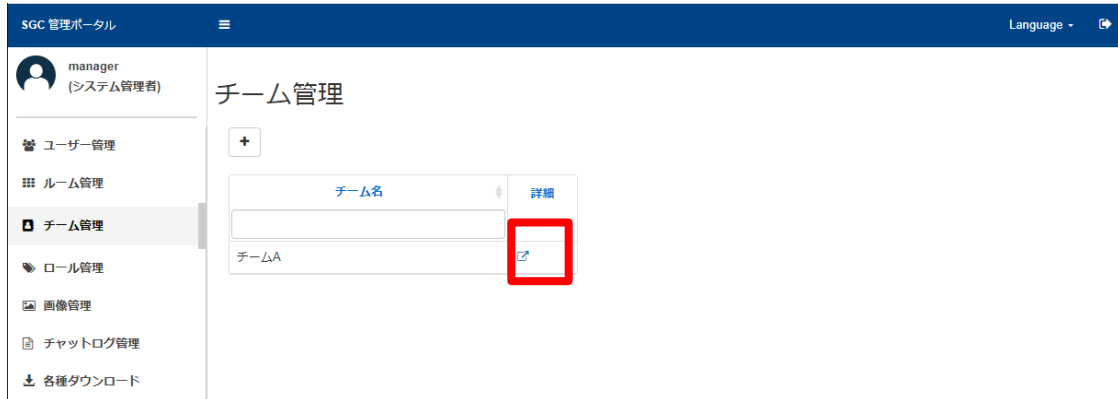 SGC 管理ポータル
Language
manager
(システム管理者)
チーム管理
ユーザー管理
ルーム管理
チーム管理
ロール管理
画像管理
チャットログ管理
各種ダウンロード
チーム名 詳細
チームA